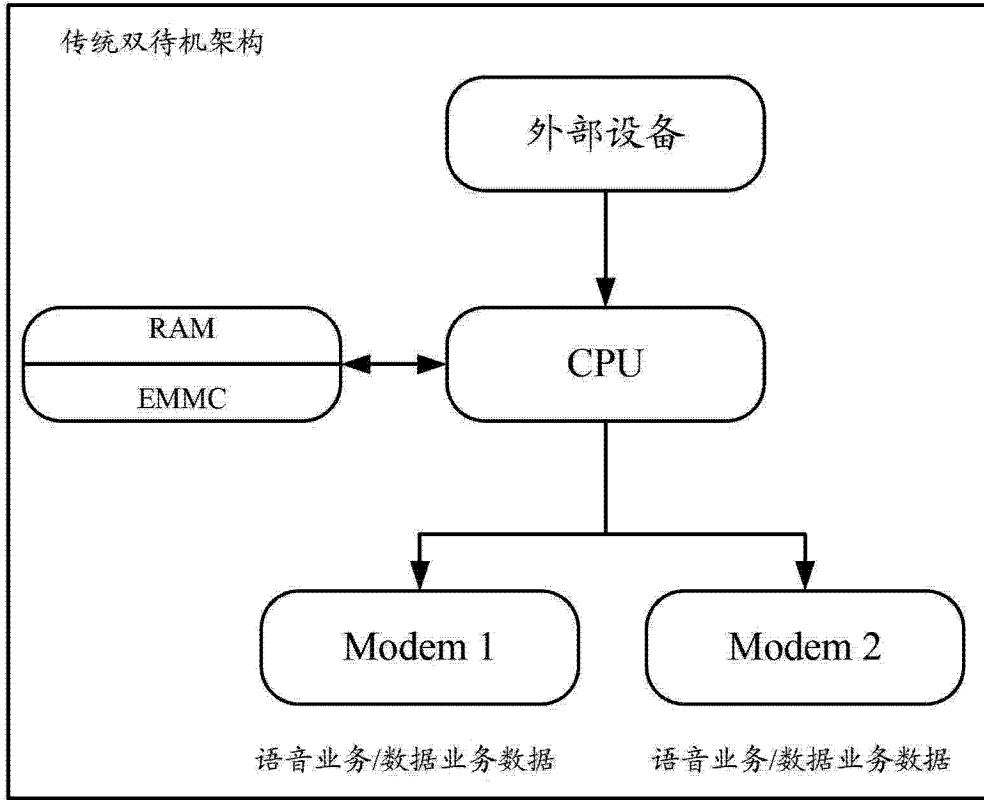 传统双待机架构
外部设备
RAM
CPU
EMMC
Modem 1
Modem 2
语音业务/数据业务数据
语音业务/数据业务数据